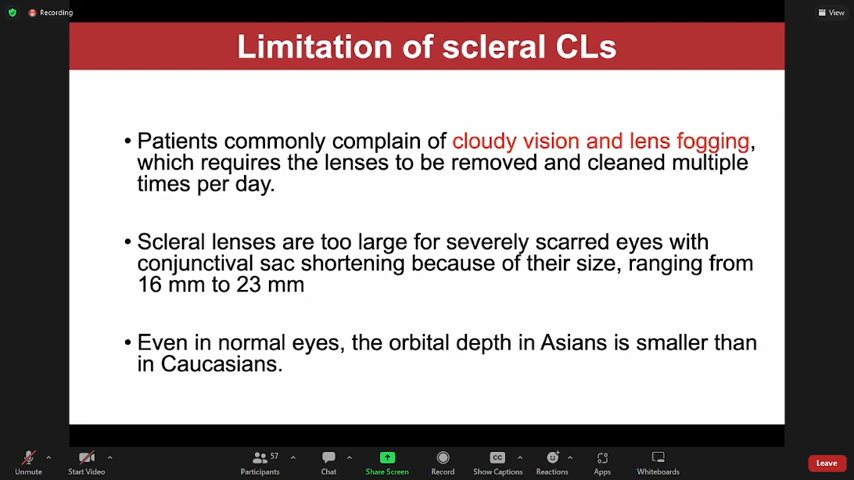 Recording
View
Limitation of scleral CLs
• Patients commonly complain of cloudy vision and lens fogging,
which requires the lenses to be removed and cleaned multiple
times per day.
• Scleral lenses are too large for severely scarred eyes with
conjunctival sac shortening because of their size, ranging from
16 mm to 23 mm
• Even in normal eyes, the orbital depth in Asians is smaller than
in Caucasians.
57
Unmute
Start Video
Participants
Chat
Share Screen
Record
CC
Show Captions
Reactions
Apps
Whiteboards
Leave